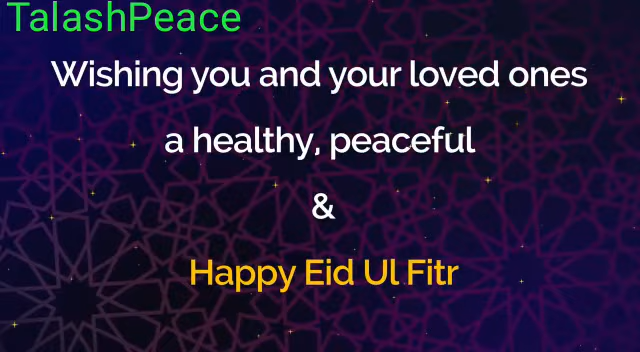 TalashPeace
Wishing you and your loved ones
a healthy, peaceful
&
Happy Eid Ul Fitr